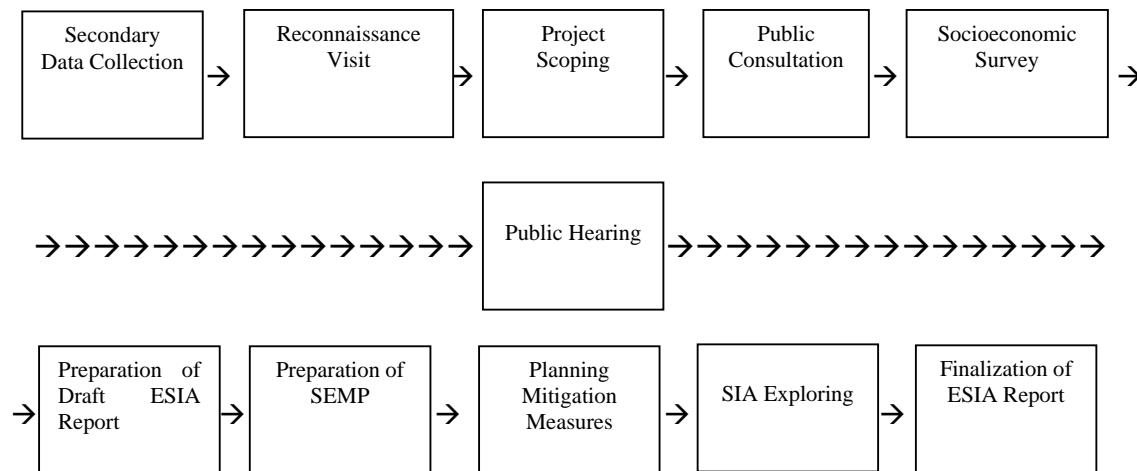 Secondary
Data Collection
Reconnaissance
Visit
Project
Scoping
Public
Consultation
Socioeconomic
Survey
Public Hearing
Preparation of
Draft ESIA
Report
Preparation of
SEMP
Planning
Mitigation
Measures
SIA Exploring
Finalization of
ESIA Report